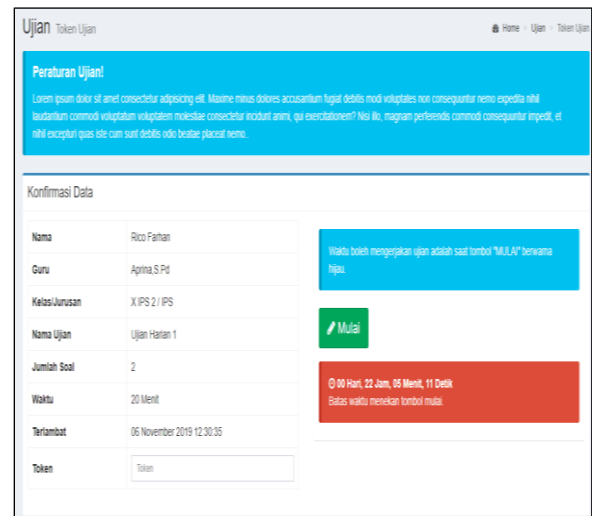 Ujian Token Ujian
Home > Ujian > Token Ujian
Peraturan Ujian!
Lorem ipsum dolor sit amet consectetur adipisicing elit. Maxime minus dolores accusantium fugiat debitis modi voluptates non consequuntur nemo expedita nihil
laudantium commodi voluptatum voluptatem molestiae consectetur incidunt animi, qui exercitationem? Nisi illo, magnam perferendis commodi consequuntur impedit, et
nihil excepturi quas iste cum sunt debitis odio beatae placeat nemo.
Konfirmasi Data
Nama Rico Farhan
Guru Aprina,S.Pd
Kelas/Jurusan X IPS 2 / IPS
Nama Ujian Ujian Harian 1
Jumlah Soal 2
Waktu 20 Menit
Terlambat 06 November 2019 12:30:35
Token Token
Waktu boleh mengerjakan ujian adalah saat tombol "MULAI" berwarna
hijau.
Mulai
00 Hari, 22 Jam, 05 Menit, 11 Detik
Batas waktu menekan tombol mulai.